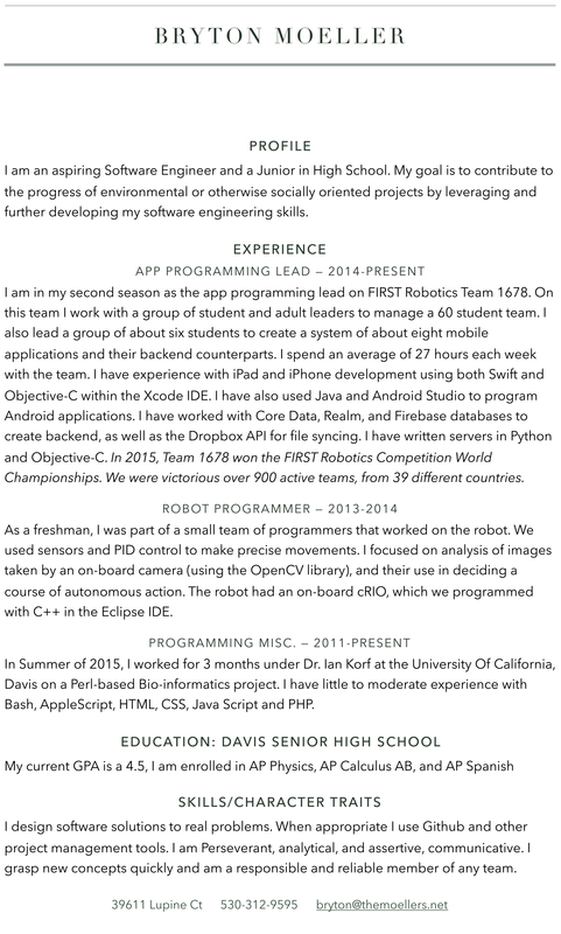 BRYTON MOELLER
PROFILE
I am an aspiring Software Engineer and a Junior in High School. My goal is to contribute to
the progress of environmental or otherwise socially oriented projects by leveraging and
further developing my software engineering skills.
EXPERIENCE
APP PROGRAMMING LEAD – 2014-PRESENT
I am in my second season as the app programming lead on FIRST Robotics Team 1678. On
this team I work with a group of student and adult leaders to manage a 60 student team. I
also lead a group of about six students to create a system of about eight mobile
applications and their backend counterparts. I spend an average of 27 hours each week
with the team. I have experience with iPad and iPhone development using both Swift and
Objective-C within the Xcode IDE. I have also used Java and Android Studio to program
Android applications. I have worked with Core Data, Realm, and Firebase databases to
create backend, as well as the Dropbox API for file syncing. I have written servers in Python
and Objective-C. In 2015, Team 1678 won the FIRST Robotics Competition World
Championships. We were victorious over 900 active teams, from 39 different countries.
ROBOT PROGRAMMER – 2013-2014
As a freshman, I was part of a small team of programmers that worked on the robot. We
used sensors and PID control to make precise movements. I focused on analysis of images
taken by an on-board camera (using the OpenCV library), and their use in deciding a
course of autonomous action. The robot had an on-board cRIO, which we programmed
with C++ in the Eclipse IDE.
PROGRAMMING MISC. – 2011-PRESENT
In Summer of 2015, I worked for 3 months under Dr. Ian Korf at the University Of California,
Davis on a Perl-based Bio-informatics project. I have little to moderate experience with
Bash, AppleScript, HTML, CSS, Java Script and PHP.
EDUCATION: DAVIS SENIOR HIGH SCHOOL
My current GPA is a 4.5, I am enrolled in AP Physics, AP Calculus AB, and AP Spanish
SKILLS/CHARACTER TRAITS
I design software solutions to real problems. When appropriate I use Github and other
project management tools. I am Perseverant, analytical, and assertive, communicative. I
grasp new concepts quickly and am a responsible and reliable member of any team.
39611 Lupine Ct 530-312-9595 bryton@themoellers.net